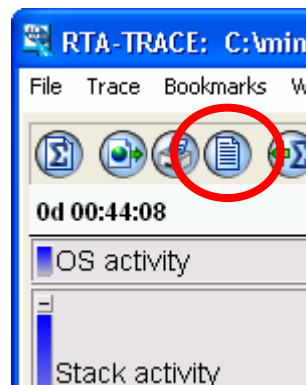 RTA-TRACE: C:\min
File Trace Bookmarks W
0d 00:44:08
OS activity
Stack activity